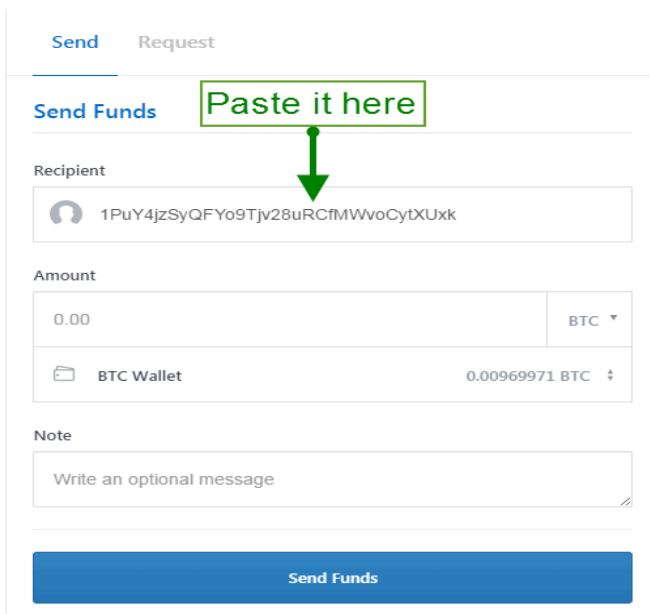 Send Request
Send Funds
Paste it here
Recipient
1PuY4jzSyQFYo9Tjv28uRCfMWvoCytXUxk
Amount
0.00 BTC
BTC Wallet 0.00969971 BTC
Note
Write an optional message
Send Funds